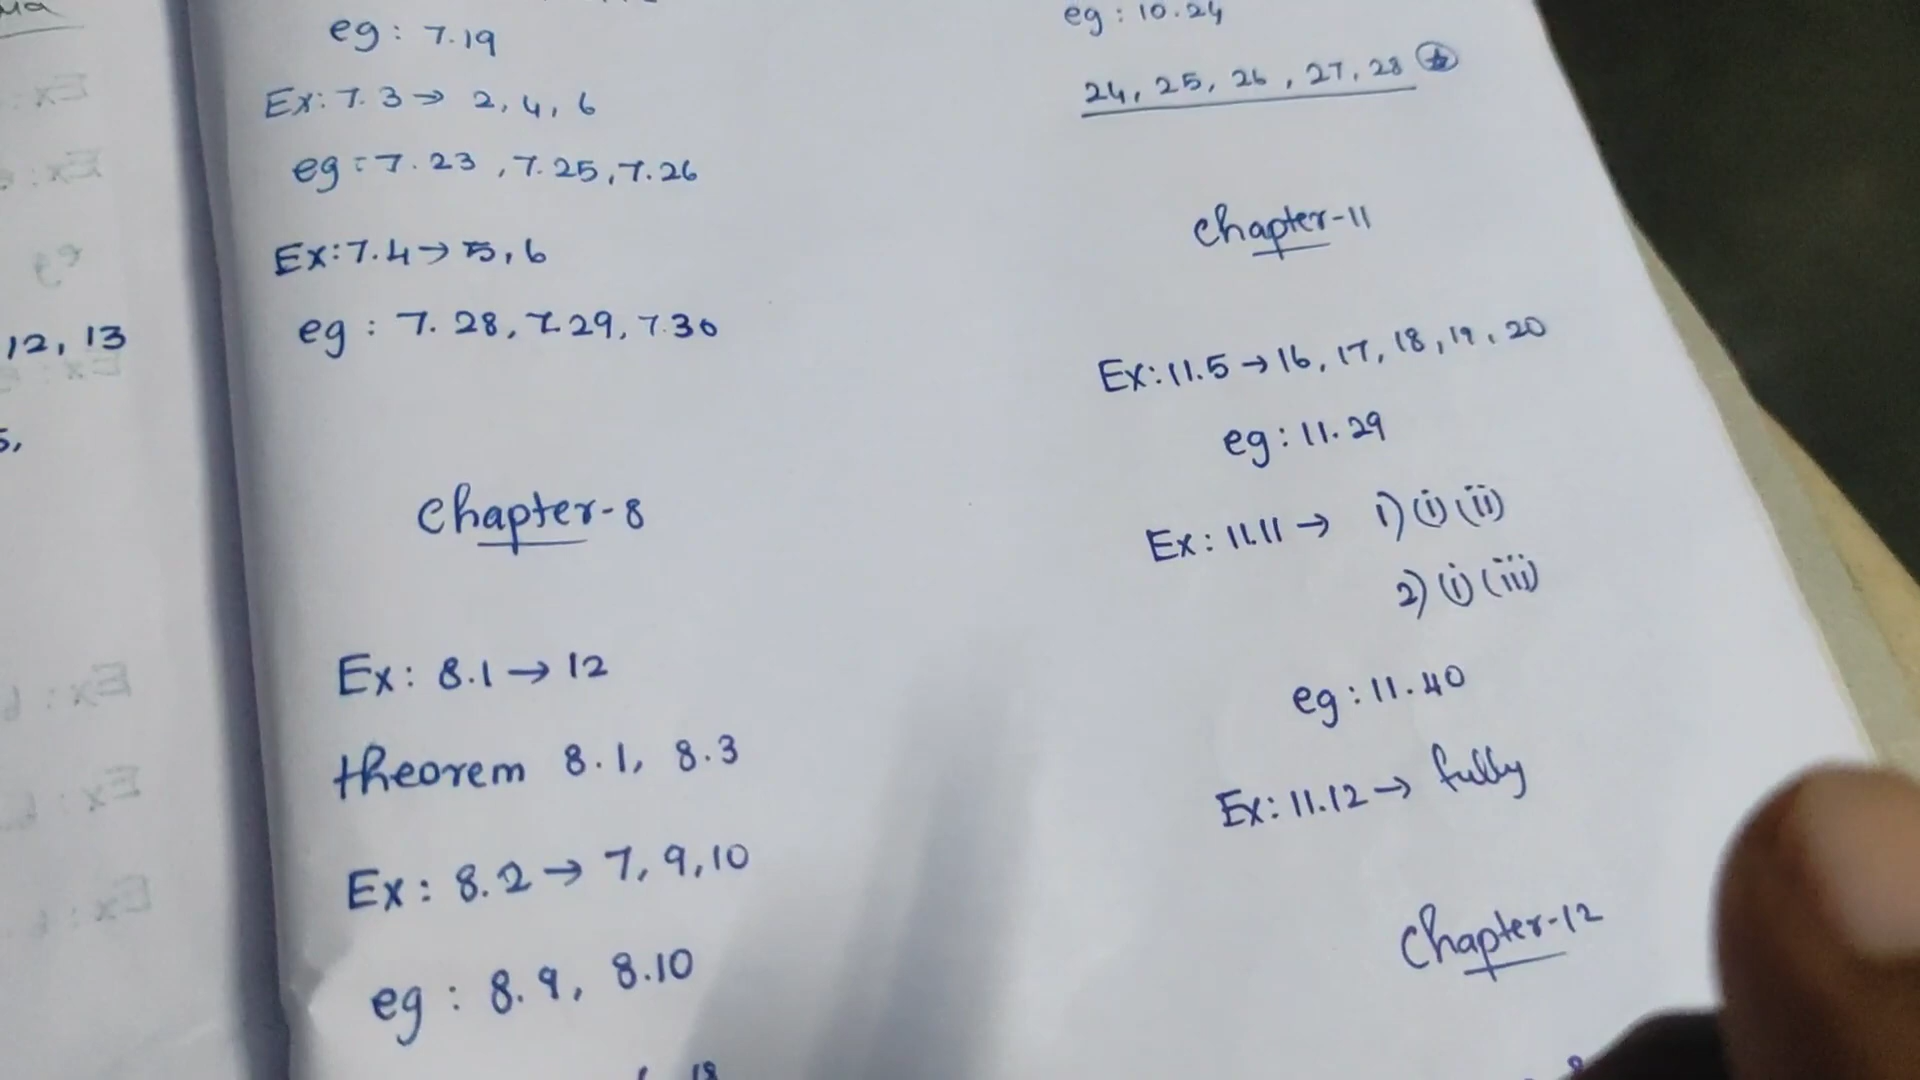 12, 13
5,
eg: 7.19
Ex: 7.3 → 2, 4, 6
eg: 7.23, 7.25, 7.26
Ex: 7.4 → 5, 6
eg: 7.28, 7.29, 7.30
Chapter-8
Ex: 8.1 → 12
theorem 8.1, 8.3
Ex: 8.2 → 7, 9, 10
eg: 8.9, 8.10
eg: 10.24
24, 25, 26, 27, 28
Chapter-11
Ex: 11.5 → 16, 17, 18, 19, 20
eg: 11.29
Ex: 11.11 → 1) (i) (ii)
2) (i) (iii)
eg: 11.40
Ex: 11.12 → fully
Chapter-12